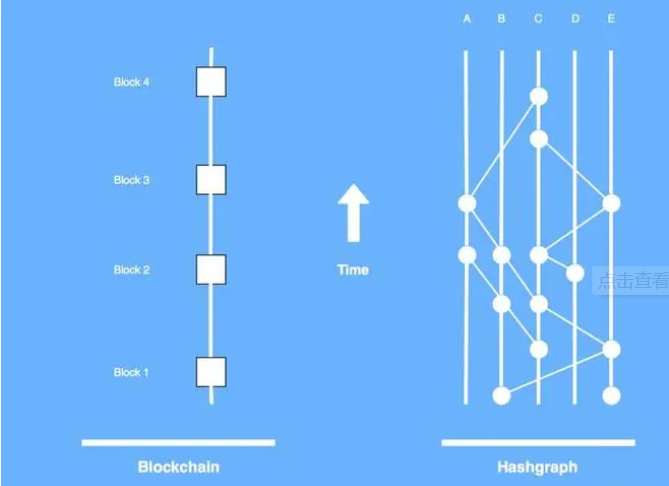 A B C D E
Block 4
Block 3
Block 2
Block 1
Time
点击查看
Blockchain
Hashgraph